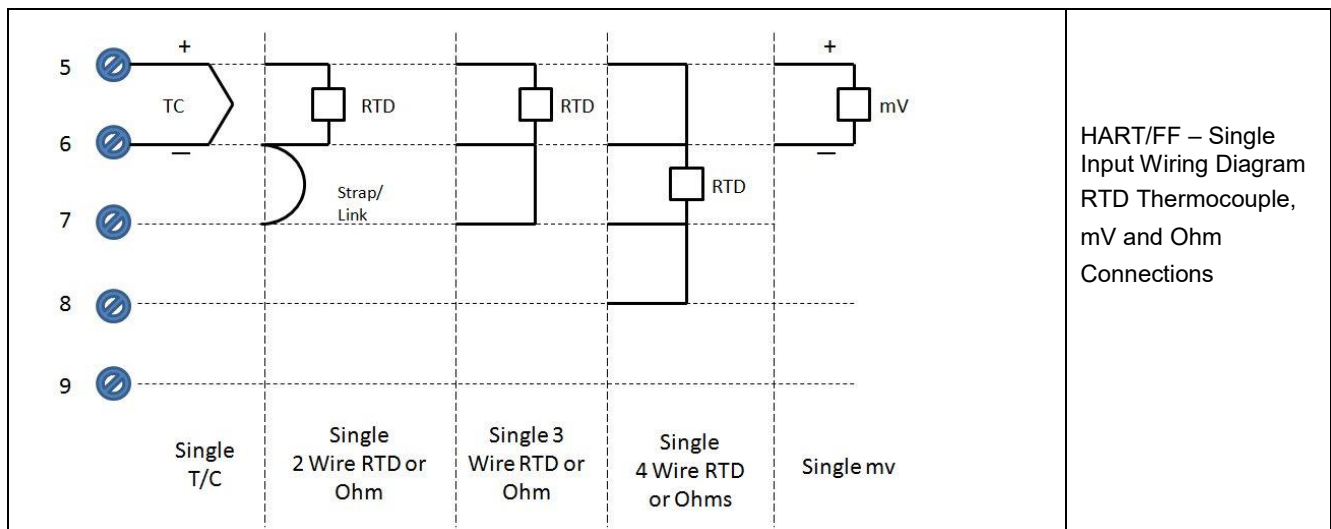 +
+
5
TC
RTD
RTD
mV
6
—
—
RTD
Strap/
Link
7
8
9
Single
T/C
Single
2 Wire RTD or
Ohm
Single 3
Wire RTD or
Ohm
Single
4 Wire RTD
or Ohms
Single mv
HART/FF – Single
Input Wiring Diagram
RTD Thermocouple,
mV and Ohm
Connections